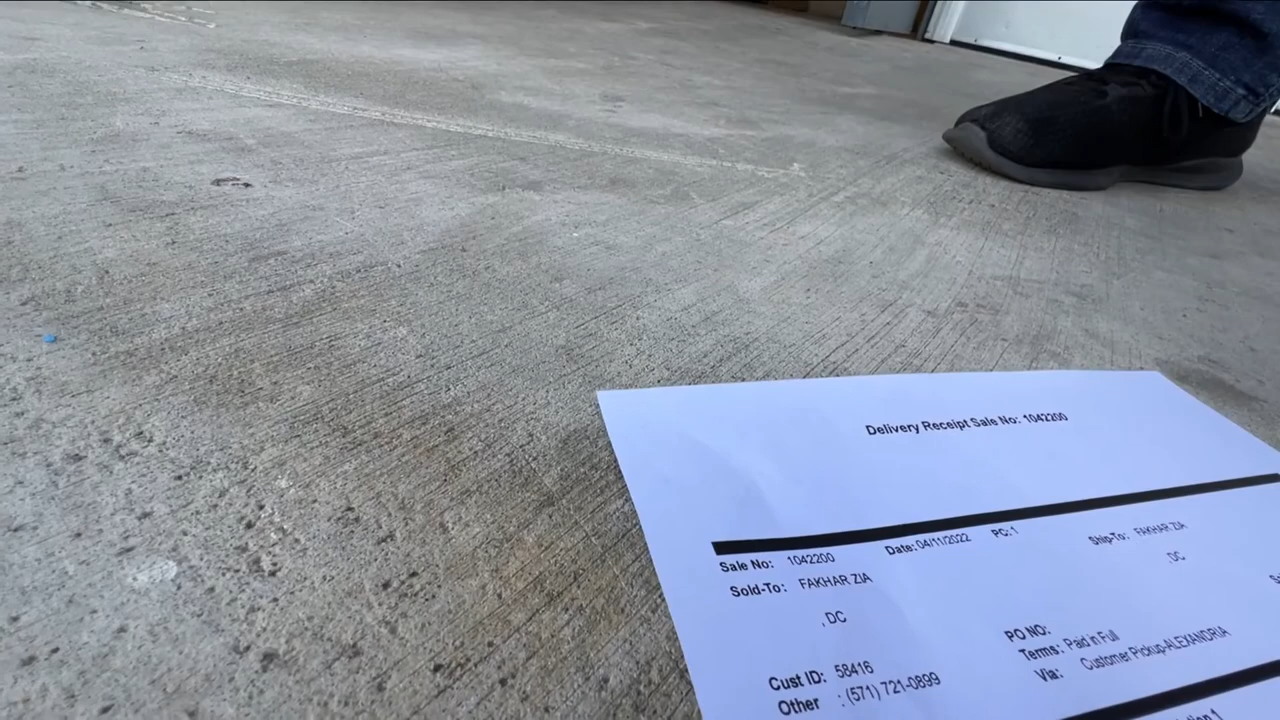 Delivery Receipt Sale No: 1042200
Sale No: 1042200 Date: 04/11/2022 PC: 1 Ship-To: FAKHAR ZIA
Sold-To: FAKHAR ZIA , DC
, DC
PO NO:
Terms: Paid in Full
Cust ID: 58416 Via: Customer Pickup-ALEXANDRIA
Other : (571) 721-0899